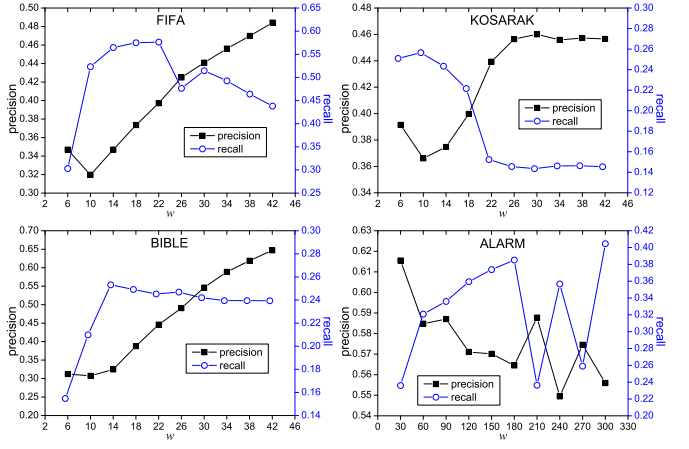 FIFA
precision
0.50
0.48
0.46
0.44
0.42
0.40
0.38
0.36
0.34
0.32
0.30
0.65
0.60
0.55
0.50
0.45
0.40
0.35
0.30
0.25
recall
precision
recall
2 6 10 14 18 22 26 30 34 38 42 46
w
KOSARAK
precision
0.50
0.46
0.44
0.40
0.36
0.34
0.30
0.28
0.26
0.24
0.22
0.20
0.18
0.16
0.14
0.12
recall
precision
recall
2 6 10 14 18 22 26 30 34 38 42 46
w
BIBLE
precision
0.70
0.65
0.60
0.55
0.50
0.45
0.40
0.35
0.30
0.25
0.20
0.30
0.28
0.26
0.24
0.22
0.20
0.18
0.16
0.14
recall
precision
recall
2 6 10 14 18 22 26 30 34 38 42 46
w
ALARM
precision
0.63
0.62
0.61
0.60
0.59
0.58
0.57
0.56
0.55
0.54
0.42
0.40
0.38
0.36
0.34
0.32
0.30
0.28
0.26
0.24
0.22
0.20
recall
precision
recall
0 30 60 90 120 150 180 210 240 270 300 330
w